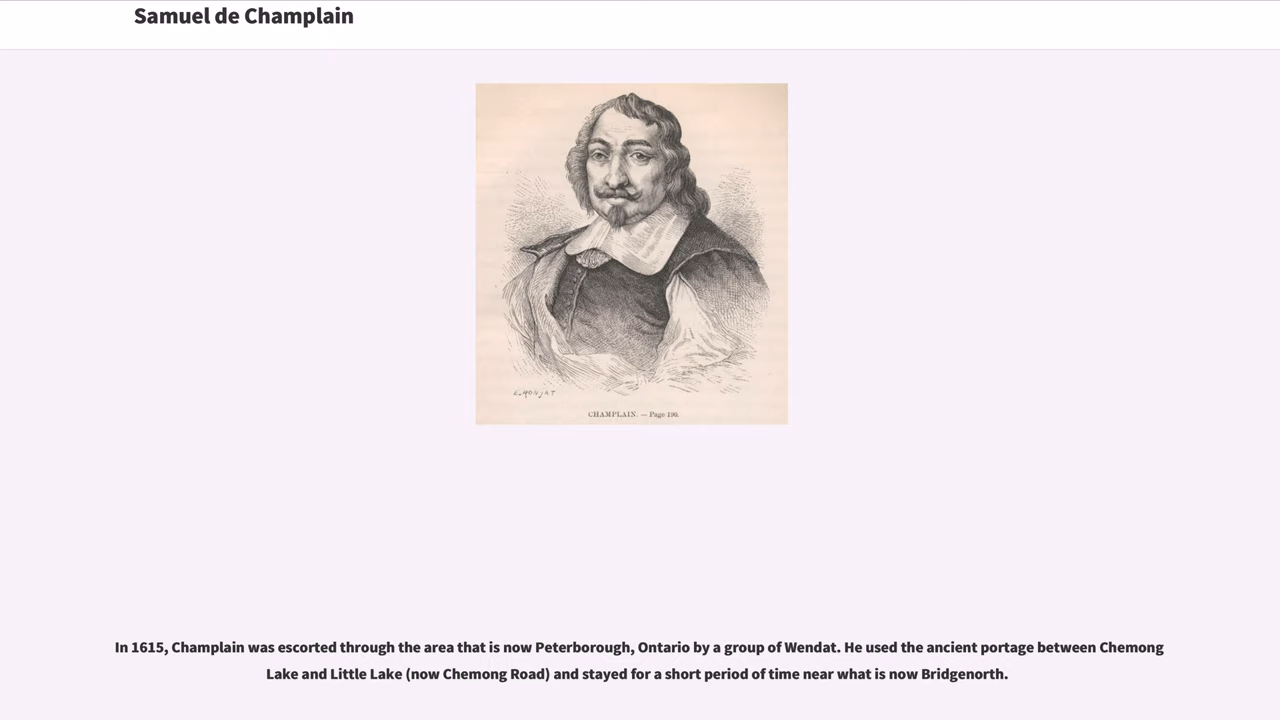 Samuel de Champlain
E. RONJAT
CHAMPLAIN. — Page 190.
In 1615, Champlain was escorted through the area that is now Peterborough, Ontario by a group of Wendat. He used the ancient portage between Chemong
Lake and Little Lake (now Chemong Road) and stayed for a short period of time near what is now Bridgenorth.